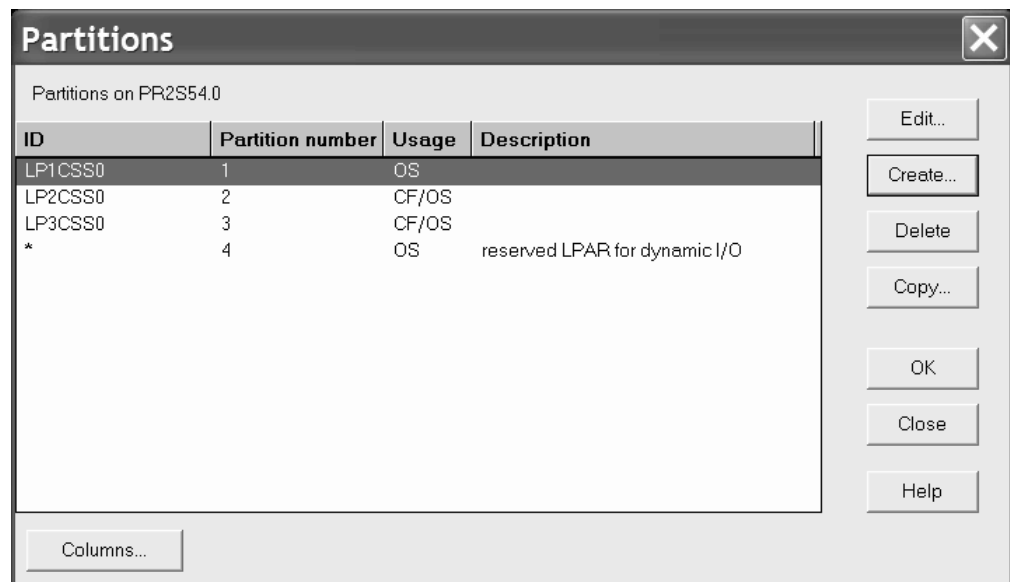 Partitions
Partitions on PR2S54.0
ID Partition number Usage Description
LP1CSS0 1 OS
LP2CSS0 2 CF/OS
LP3CSS0 3 CF/OS
* 4 OS reserved LPAR for dynamic I/O
Edit...
Create...
Delete
Copy...
OK
Close
Help
Columns...